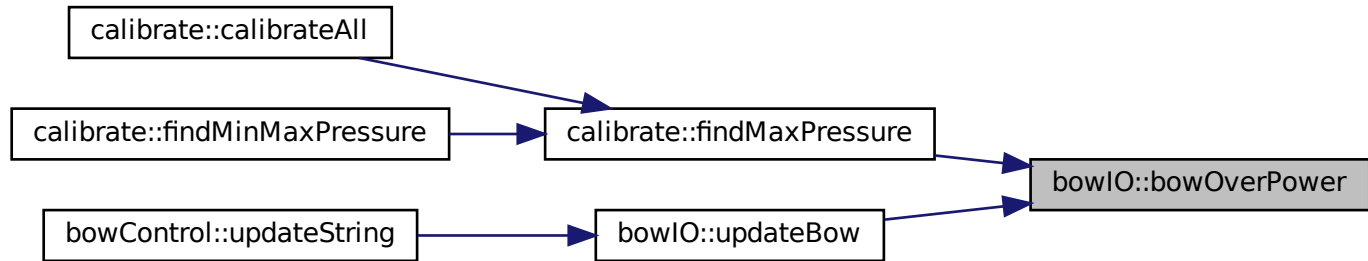 calibrate::calibrateAll
calibrate::findMinMaxPressure
calibrate::findMaxPressure
bowIO::bowOverPower
bowControl::updateString
bowIO::updateBow